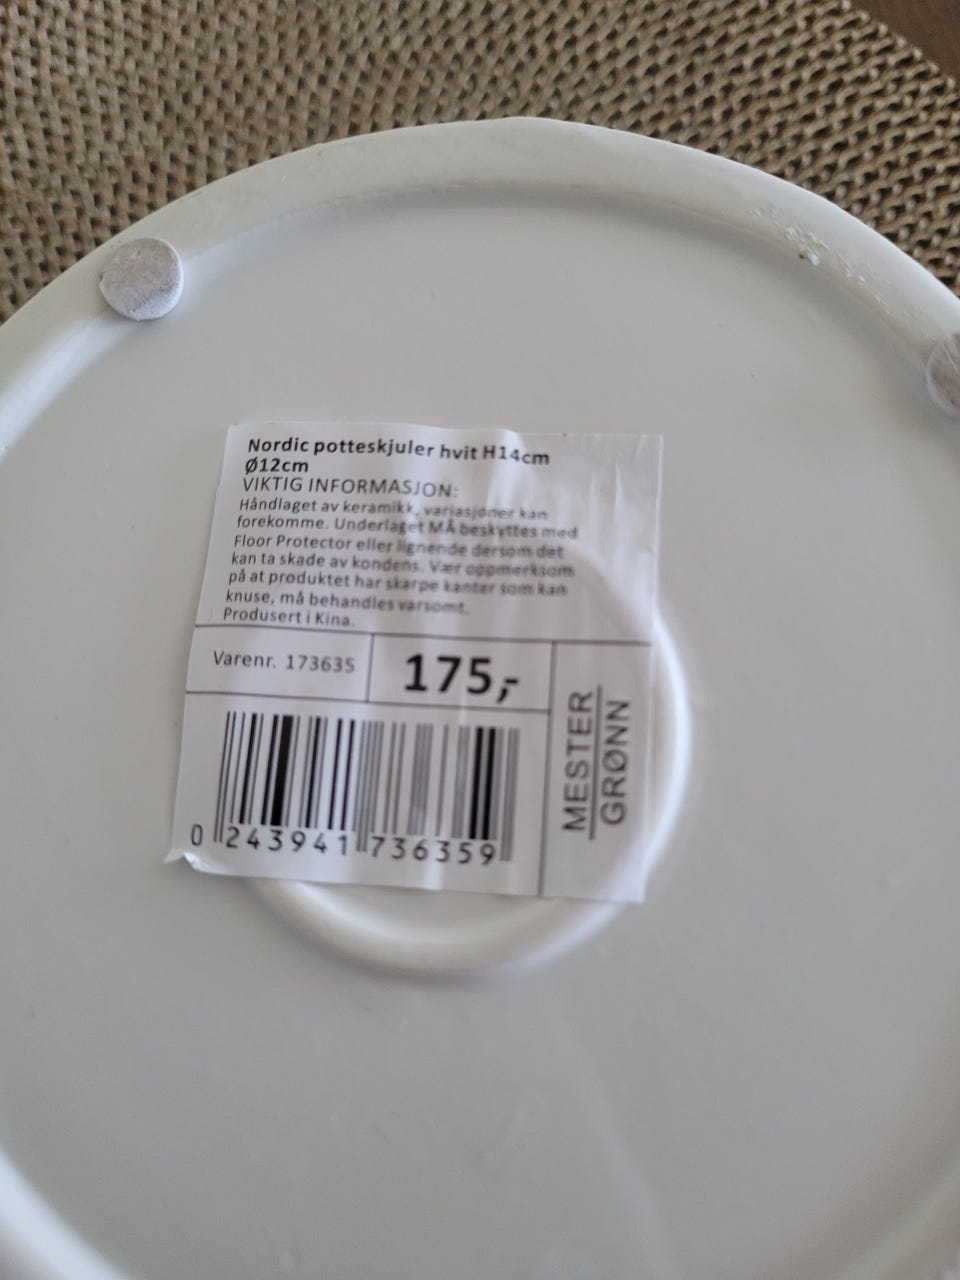 Nordic potteskjuler hvit H14cm
Ø12cm
VIKTIG INFORMASJON:
Håndlaget av keramikk, variasjoner kan
forekomme. Underlaget MÅ beskyttes med
Floor Protector eller lignende dersom det
kan ta skade av kondens. Vær oppmerksom
på at produktet har skarpe kanter som kan
knuse, må behandles varsomt.
Produsert i Kina.
Varenr. 173635
175,-
0 243941 736359
MESTER
GRØNN